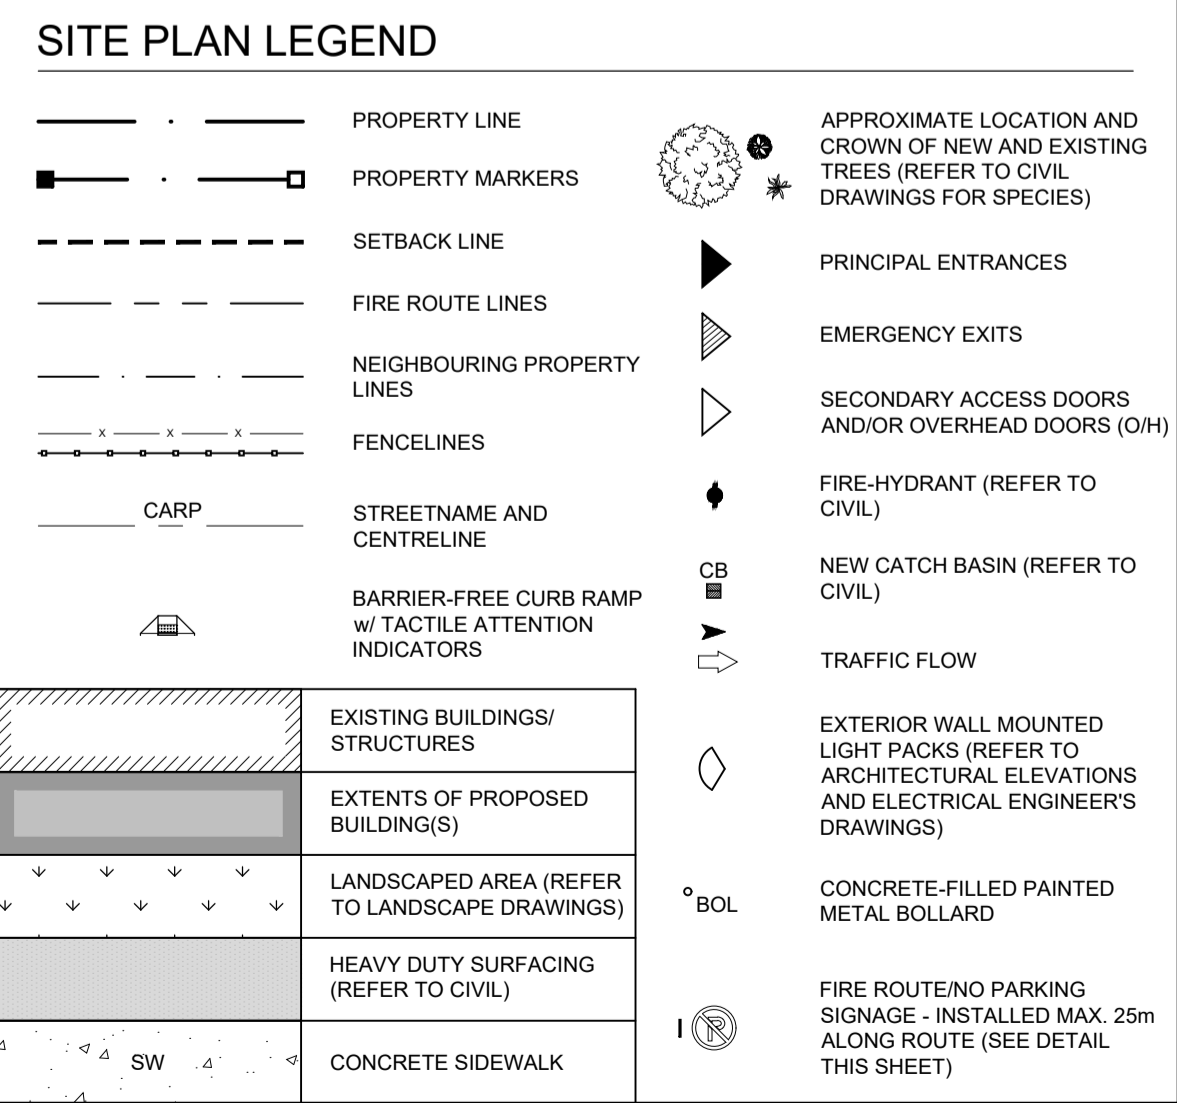 SITE PLAN LEGEND
PROPERTY LINE
PROPERTY MARKERS
SETBACK LINE
FIRE ROUTE LINES
NEIGHBOURING PROPERTY
LINES
x x x
FENCELINES
CARP
STREETNAME AND
CENTRELINE
BARRIER-FREE CURB RAMP
w/ TACTILE ATTENTION
INDICATORS
EXISTING BUILDINGS/
STRUCTURES
EXTENTS OF PROPOSED
BUILDING(S)
LANDSCAPED AREA (REFER
TO LANDSCAPE DRAWINGS)
HEAVY DUTY SURFACING
(REFER TO CIVIL)
SW
CONCRETE SIDEWALK
APPROXIMATE LOCATION AND
CROWN OF NEW AND EXISTING
TREES (REFER TO CIVIL
DRAWINGS FOR SPECIES)
PRINCIPAL ENTRANCES
EMERGENCY EXITS
SECONDARY ACCESS DOORS
AND/OR OVERHEAD DOORS (O/H)
FIRE-HYDRANT (REFER TO
CIVIL)
CB
NEW CATCH BASIN (REFER TO
CIVIL)
TRAFFIC FLOW
EXTERIOR WALL MOUNTED
LIGHT PACKS (REFER TO
ARCHITECTURAL ELEVATIONS
AND ELECTRICAL ENGINEER'S
DRAWINGS)
BOL
CONCRETE-FILLED PAINTED
METAL BOLLARD
P
FIRE ROUTE/NO PARKING
SIGNAGE - INSTALLED MAX. 25m
ALONG ROUTE (SEE DETAIL
THIS SHEET)